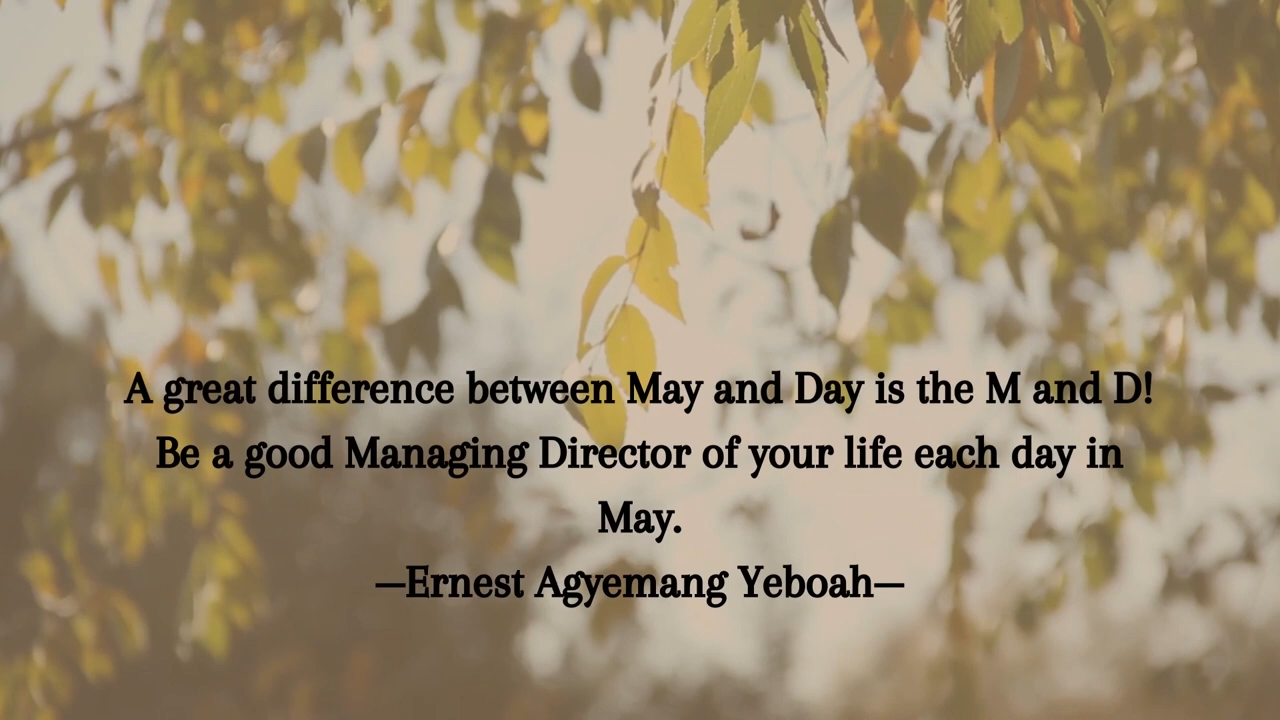 A great difference between May and Day is the M and D!
Be a good Managing Director of your life each day in
May.
—Ernest Agyemang Yeboah—